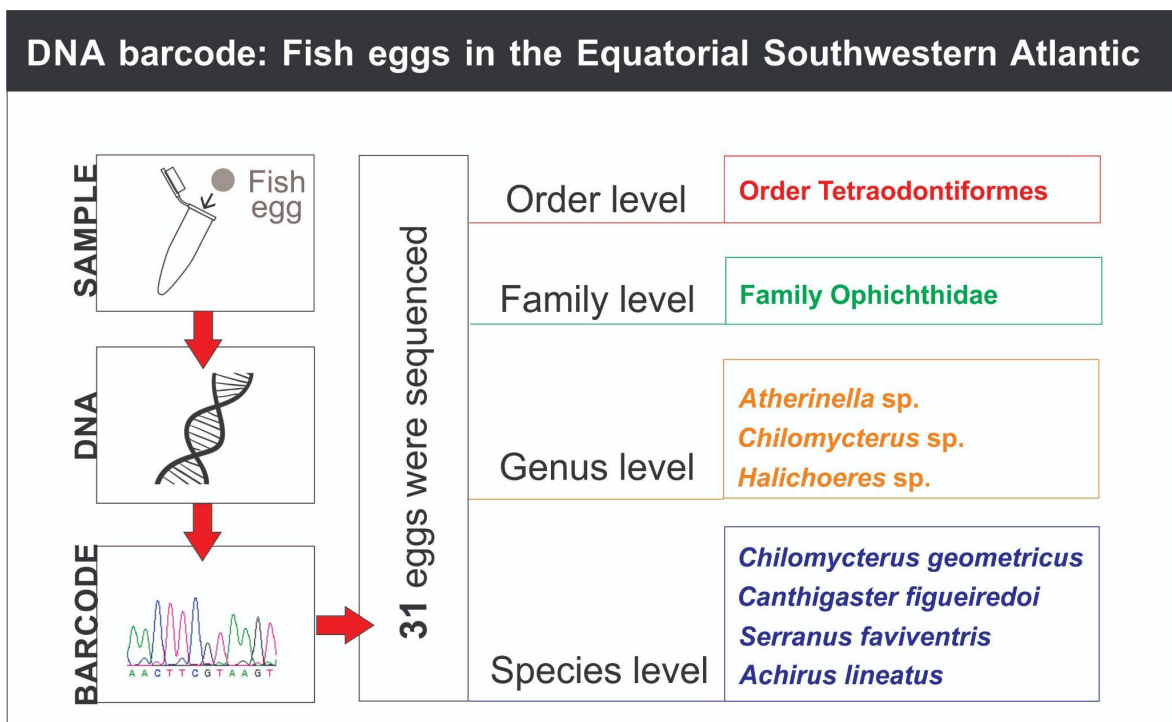 DNA barcode: Fish eggs in the Equatorial Southwestern Atlantic
SAMPLE
Fish
egg
DNA
BARCODE
AACTTCGTAAGT
31 eggs were sequenced
Order level
Order Tetraodontiformes
Family level
Family Ophichthidae
Genus level
Atherinella sp.
Chilomycterus sp.
Halichoeres sp.
Species level
Chilomycterus geometricus
Canthigaster figueiredoi
Serranus faviventris
Achirus lineatus